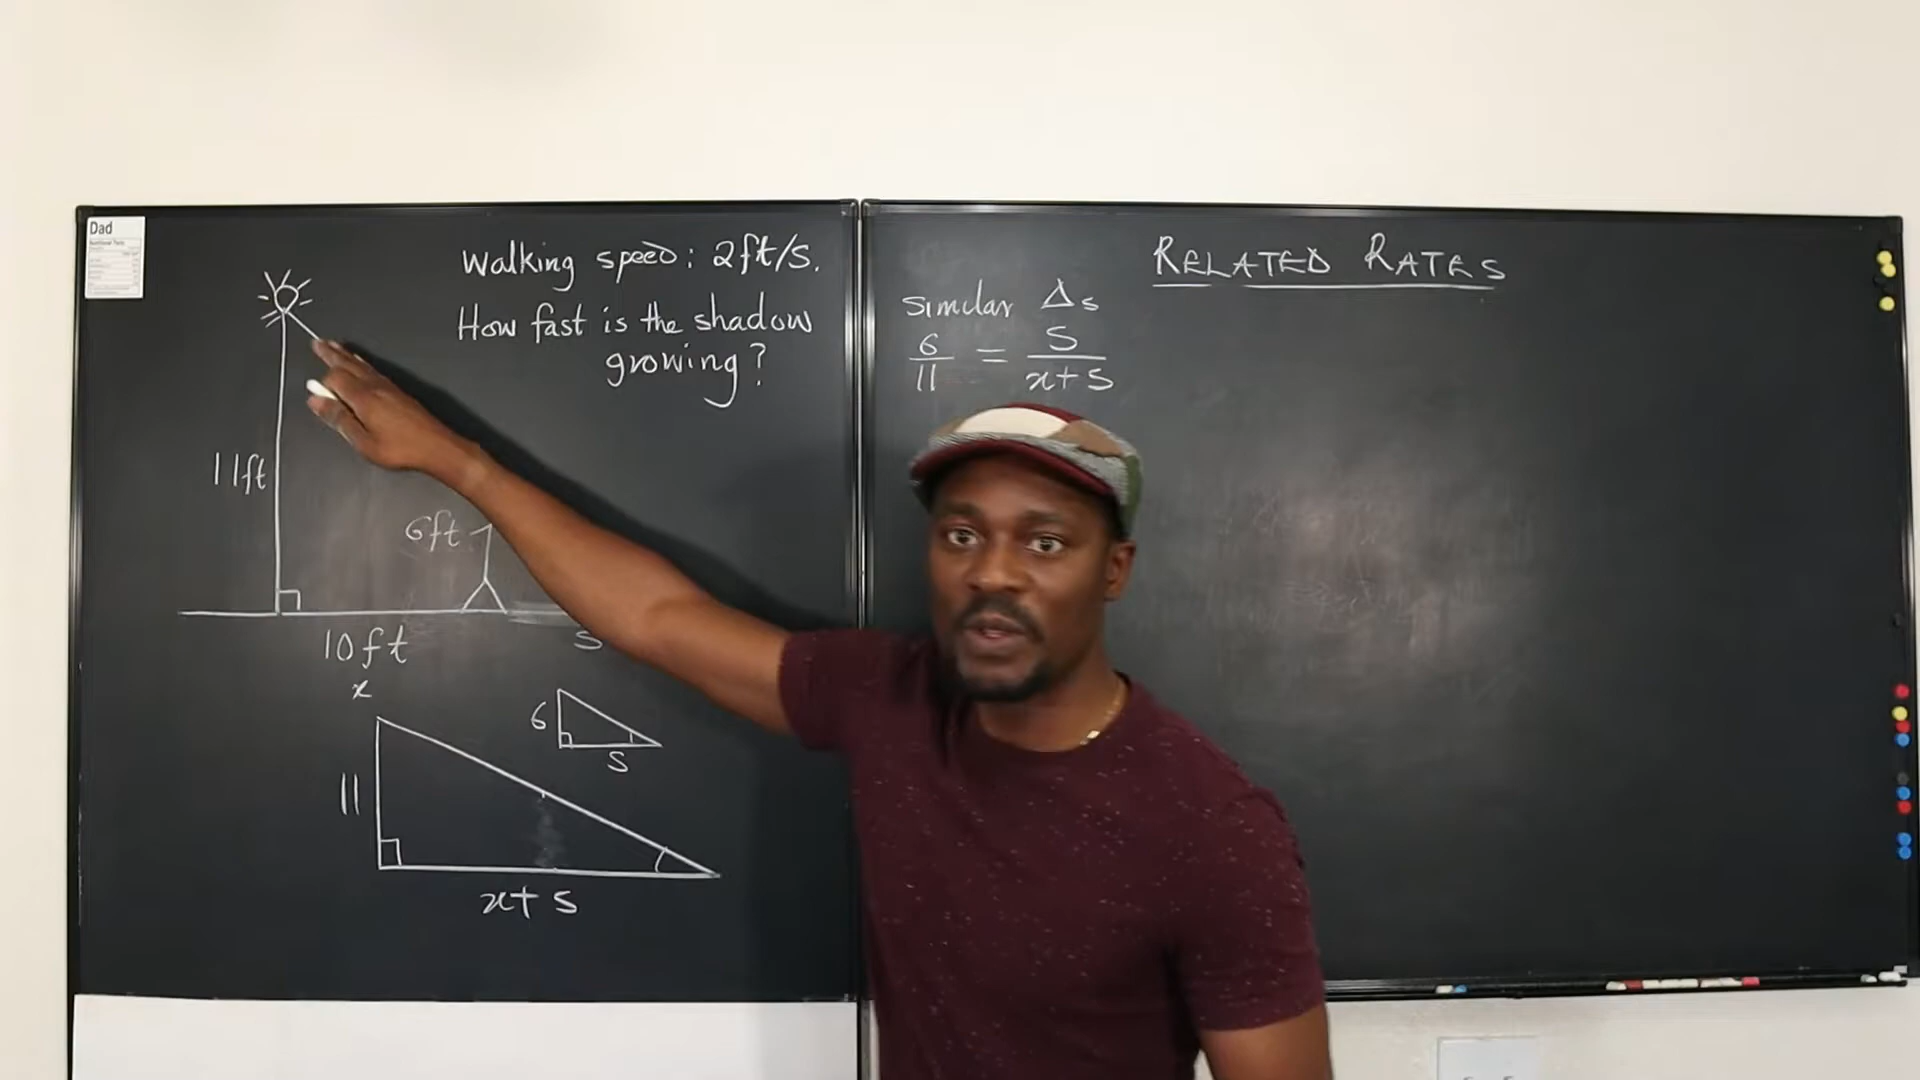 Dad
Walking speed: 2ft/s.
How fast is the shadow
growing?
11ft
6ft
10ft
x
s
6
s
11
x+s
RELATED RATES
Similar Δs
6/11 = s/x+s